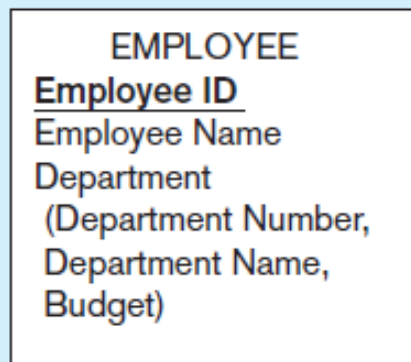 EMPLOYEE
Employee ID
Employee Name
Department
(Department Number,
Department Name,
Budget)